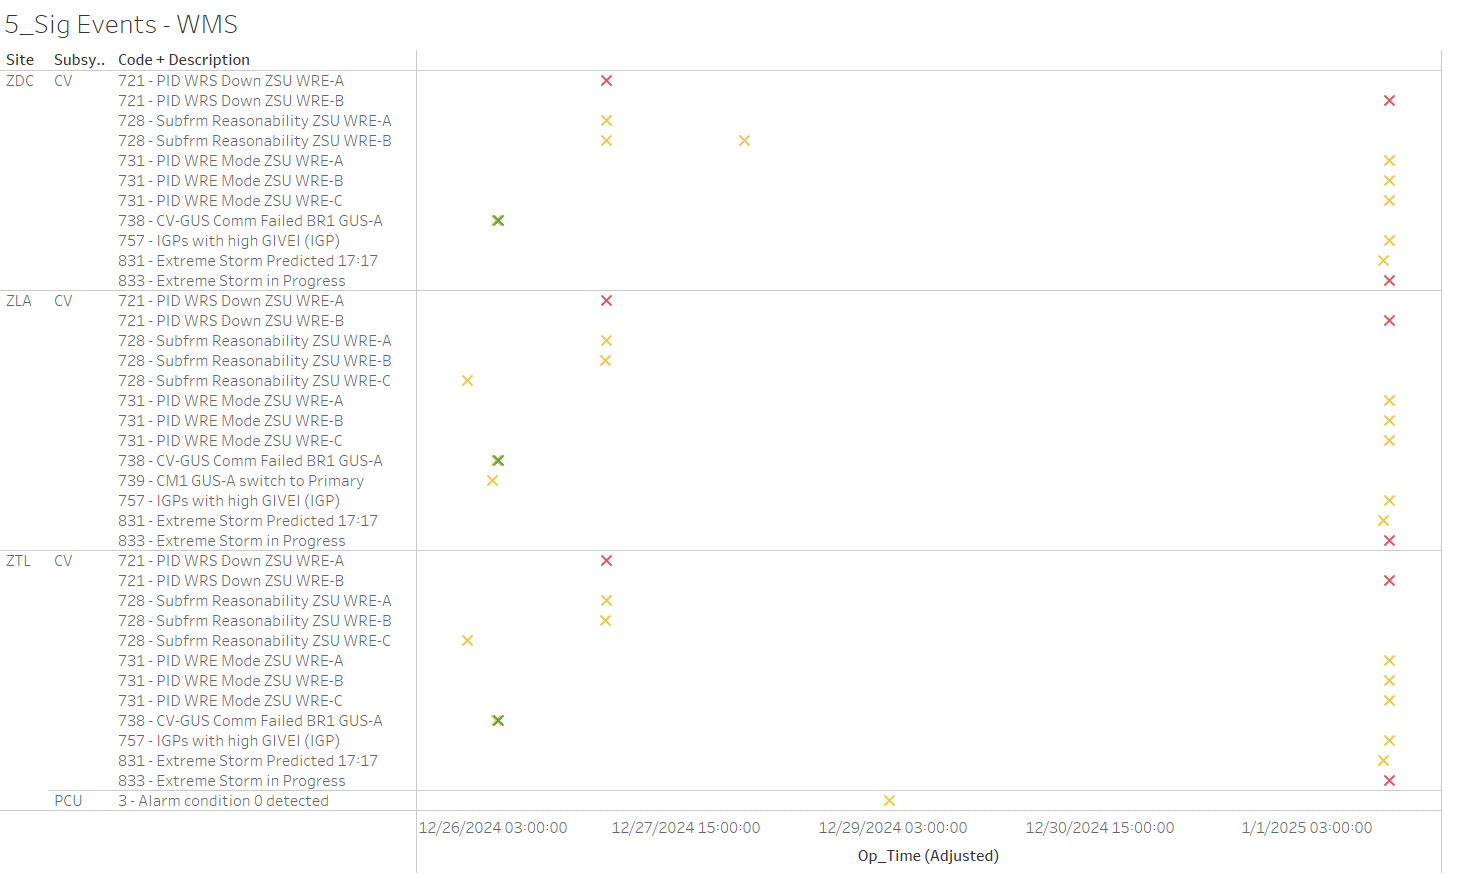 5_Sig Events - WMS
Site Subsy.. Code + Description
ZDC CV 721 - PID WRS Down ZSU WRE-A
721 - PID WRS Down ZSU WRE-B
728 - Subfrm Reasonability ZSU WRE-A
728 - Subfrm Reasonability ZSU WRE-B
731 - PID WRE Mode ZSU WRE-A
731 - PID WRE Mode ZSU WRE-B
731 - PID WRE Mode ZSU WRE-C
738 - CV-GUS Comm Failed BR1 GUS-A
757 - IGPs with high GIVEI (IGP)
831 - Extreme Storm Predicted 17:17
833 - Extreme Storm in Progress
ZLA CV 721 - PID WRS Down ZSU WRE-A
721 - PID WRS Down ZSU WRE-B
728 - Subfrm Reasonability ZSU WRE-A
728 - Subfrm Reasonability ZSU WRE-B
728 - Subfrm Reasonability ZSU WRE-C
731 - PID WRE Mode ZSU WRE-A
731 - PID WRE Mode ZSU WRE-B
731 - PID WRE Mode ZSU WRE-C
738 - CV-GUS Comm Failed BR1 GUS-A
739 - CM1 GUS-A switch to Primary
757 - IGPs with high GIVEI (IGP)
831 - Extreme Storm Predicted 17:17
833 - Extreme Storm in Progress
ZTL CV 721 - PID WRS Down ZSU WRE-A
721 - PID WRS Down ZSU WRE-B
728 - Subfrm Reasonability ZSU WRE-A
728 - Subfrm Reasonability ZSU WRE-B
728 - Subfrm Reasonability ZSU WRE-C
731 - PID WRE Mode ZSU WRE-A
731 - PID WRE Mode ZSU WRE-B
731 - PID WRE Mode ZSU WRE-C
738 - CV-GUS Comm Failed BR1 GUS-A
757 - IGPs with high GIVEI (IGP)
831 - Extreme Storm Predicted 17:17
833 - Extreme Storm in Progress
PCU 3 - Alarm condition 0 detected
12/26/2024 03:00:00 12/27/2024 15:00:00 12/29/2024 03:00:00 12/30/2024 15:00:00 1/1/2025 03:00:00
Op_Time (Adjusted)